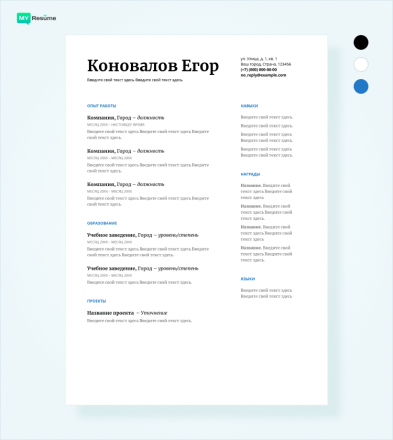 MY Resume
Коновалов Егор
Введите свой текст здесь Введите свой текст здесь
ул. Улица, д. 1, кв. 1
Ваш город, Страна, 123456
(+7) (000) 000-00-00
no_reply@example.com
ОПЫТ РАБОТЫ
Компания, Город – должность
МЕСЯЦ 20XX – НАСТОЯЩЕЕ ВРЕМЯ
Введите свой текст здесь Введите свой текст здесь Введите
свой текст здесь.
Компания, Город – должность
МЕСЯЦ 20XX – МЕСЯЦ 20XX
Введите свой текст здесь Введите свой текст здесь Введите
свой текст здесь.
Компания, Город – должность
МЕСЯЦ 20XX – МЕСЯЦ 20XX
Введите свой текст здесь Введите свой текст здесь Введите
свой текст здесь.
ОБРАЗОВАНИЕ
Учебное заведение, Город – уровень/степень
МЕСЯЦ 20XX – МЕСЯЦ 20XX
Введите свой текст здесь Введите свой текст здесь Введите
свой текст здесь Введите свой текст здесь.
Учебное заведение, Город – уровень/степень
МЕСЯЦ 20XX – МЕСЯЦ 20XX
Введите свой текст здесь Введите свой текст здесь.
ПРОЕКТЫ
Название проекта – Уточнение
Введите свой текст здесь Введите свой текст здесь.
НАВЫКИ
Введите свой текст здесь.
Введите свой текст здесь.
Введите свой текст здесь
Введите свой текст здесь.
Введите свой текст здесь.
НАГРАДЫ
Название. Введите свой
текст здесь Введите свой
текст здесь.
Название. Введите свой
текст здесь.
Название. Введите свой
текст здесь Введите свой
текст здесь.
Название. Введите свой
текст здесь.
ЯЗЫКИ
Введите свой текст здесь
Введите свой текст здесь.